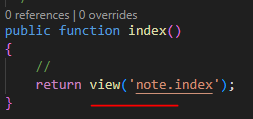 0 references | 0 overrides
public function index()
{
//
return view('note.index');
}